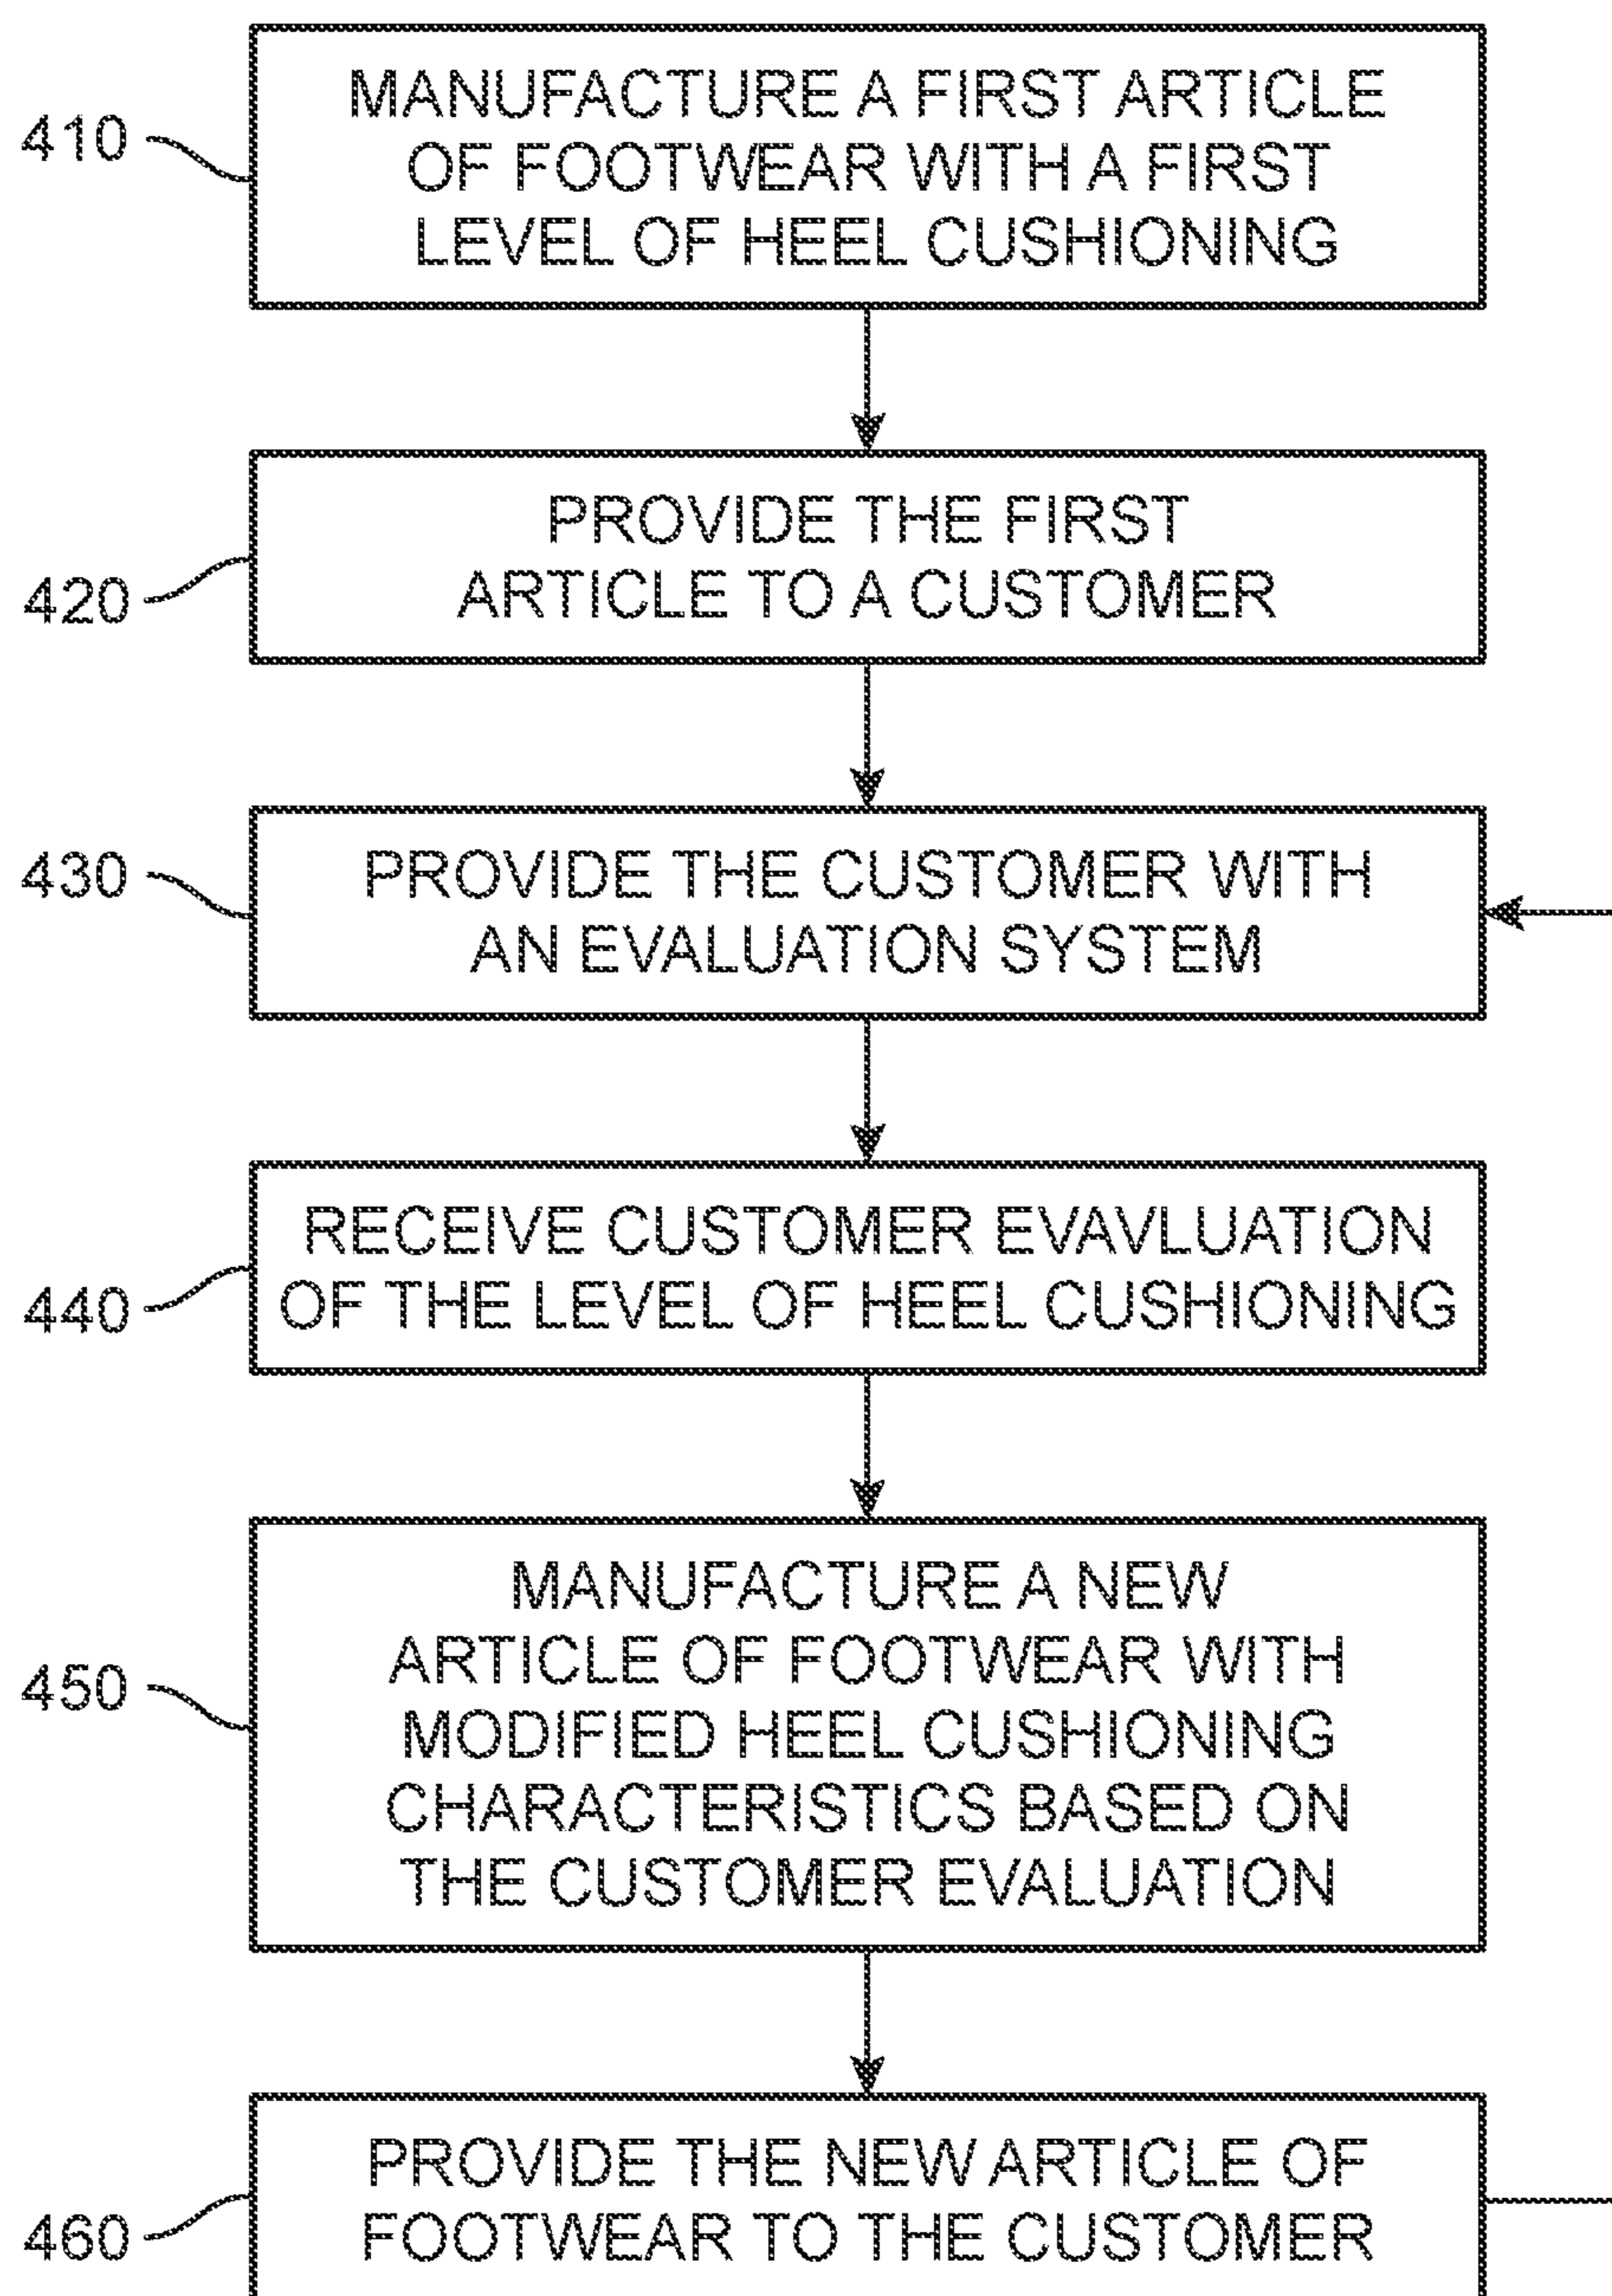 410
MANUFACTURE A FIRST ARTICLE
OF FOOTWEAR WITH A FIRST
LEVEL OF HEEL CUSHIONING
420
PROVIDE THE FIRST
ARTICLE TO A CUSTOMER
430
PROVIDE THE CUSTOMER WITH
AN EVALUATION SYSTEM
440
RECEIVE CUSTOMER EVAVLUATION
OF THE LEVEL OF HEEL CUSHIONING
450
MANUFACTURE A NEW
ARTICLE OF FOOTWEAR WITH
MODIFIED HEEL CUSHIONING
CHARACTERISTICS BASED ON
THE CUSTOMER EVALUATION
460
PROVIDE THE NEW ARTICLE OF
FOOTWEAR TO THE CUSTOMER